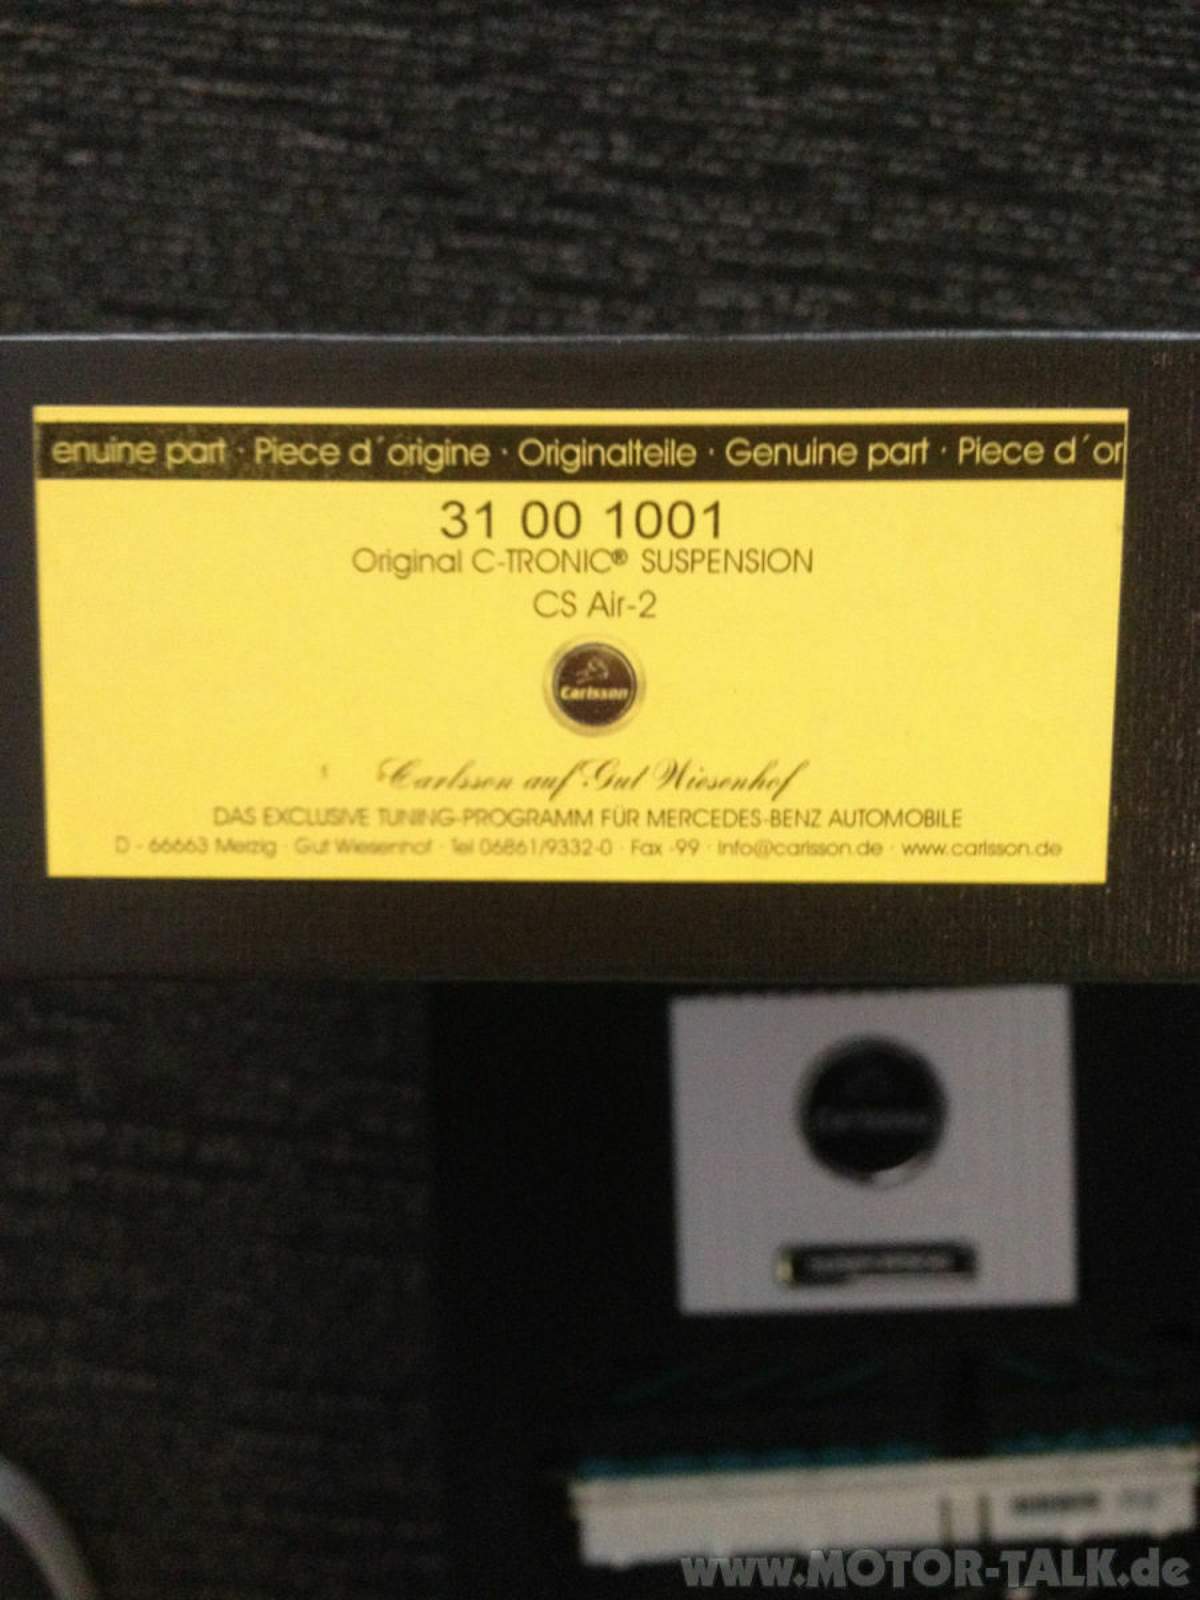 enuine part · Piece d´origine · Originalteile · Genuine part · Piece d´or
31 00 1001
Original C-TRONIC® SUSPENSION
CS Air-2
Carlsson
Carlsson auf Gut Wiesenhof
DAS EXCLUSIVE TUNING-PROGRAMM FÜR MERCEDES-BENZ AUTOMOBILE
D - 66663 Merzig · Gut Wiesenhof · Tel 06861/9332-0 · Fax -99 · info@carlsson.de · www.carlsson.de
Carlsson
www.MOTOR-TALK.de